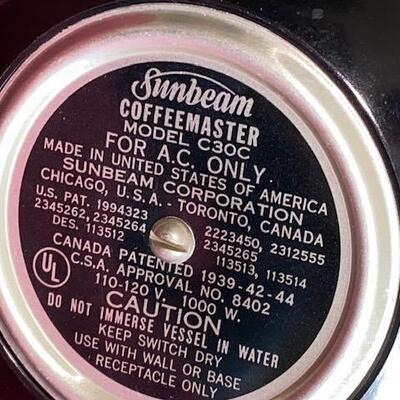 Sunbeam
COFFEEMASTER
MODEL C30C
FOR A.C. ONLY
MADE IN UNITED STATES OF AMERICA
SUNBEAM CORPORATION
CHICAGO, U.S.A. - TORONTO, CANADA
U.S. PAT. 1994323 2223450, 2312555
2345262, 2345264 2345265
DES. 113512 113513, 113514
CANADA PATENTED 1939-42-44
C.S.A. APPROVAL NO. 8402
110-120 V. 1000 W.
UL
CAUTION
DO NOT IMMERSE VESSEL IN WATER
KEEP SWITCH DRY
USE WITH WALL OR BASE
RECEPTACLE ONLY